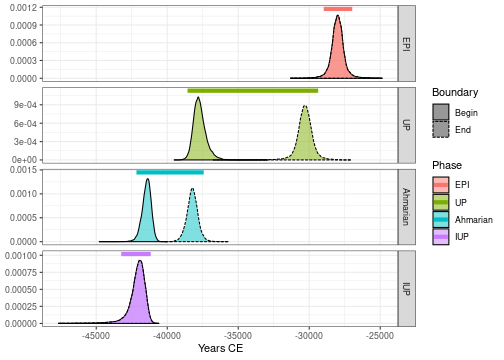 0.0012
0.0009
0.0006
0.0003
0.0000
EPI
9e-04
6e-04
3e-04
0e+00
UP
0.0015
0.0010
0.0005
0.0000
Ahmarian
0.00100
0.00075
0.00050
0.00025
0.00000
IUP
-45000 -40000 -35000 -30000 -25000
Years CE
Boundary
Begin
End
Phase
EPI
UP
Ahmarian
IUP